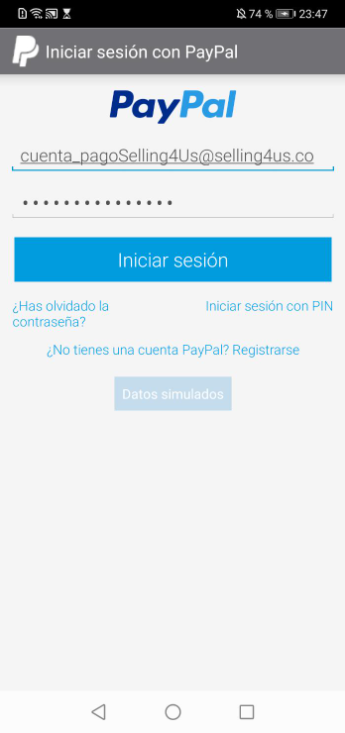 74 % 23:47
Iniciar sesión con PayPal
PayPal
cuenta_pagoSelling4Us@selling4us.co
•••••••••••••••
Iniciar sesión
¿Has olvidado la
contraseña?
Iniciar sesión con PIN
¿No tienes una cuenta PayPal? Registrarse
Datos simulados